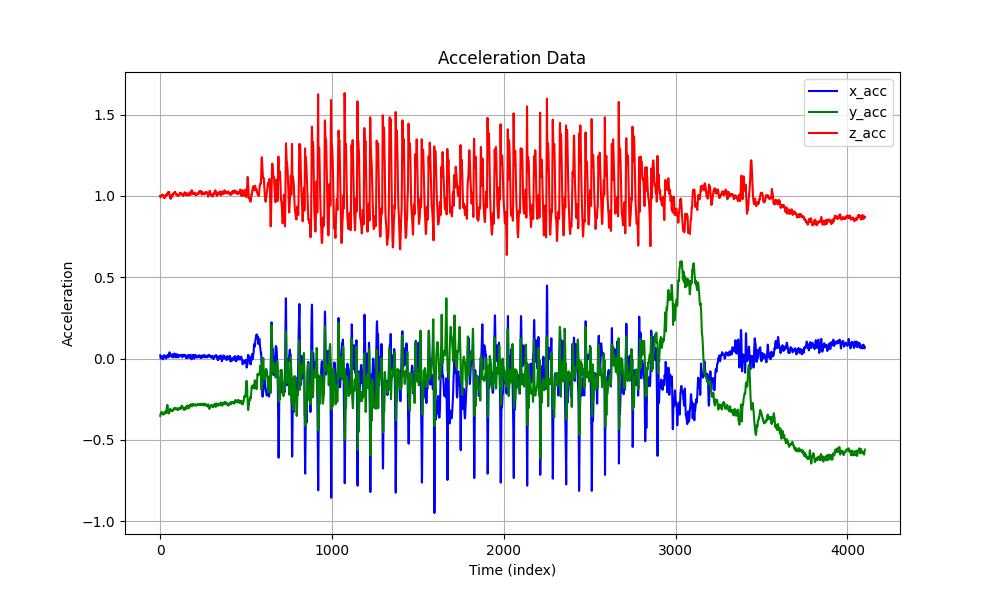 Acceleration Data
x_acc
y_acc
z_acc
1.5
1.0
0.5
0.0
−0.5
−1.0
Acceleration
0
1000
2000
3000
4000
Time (index)